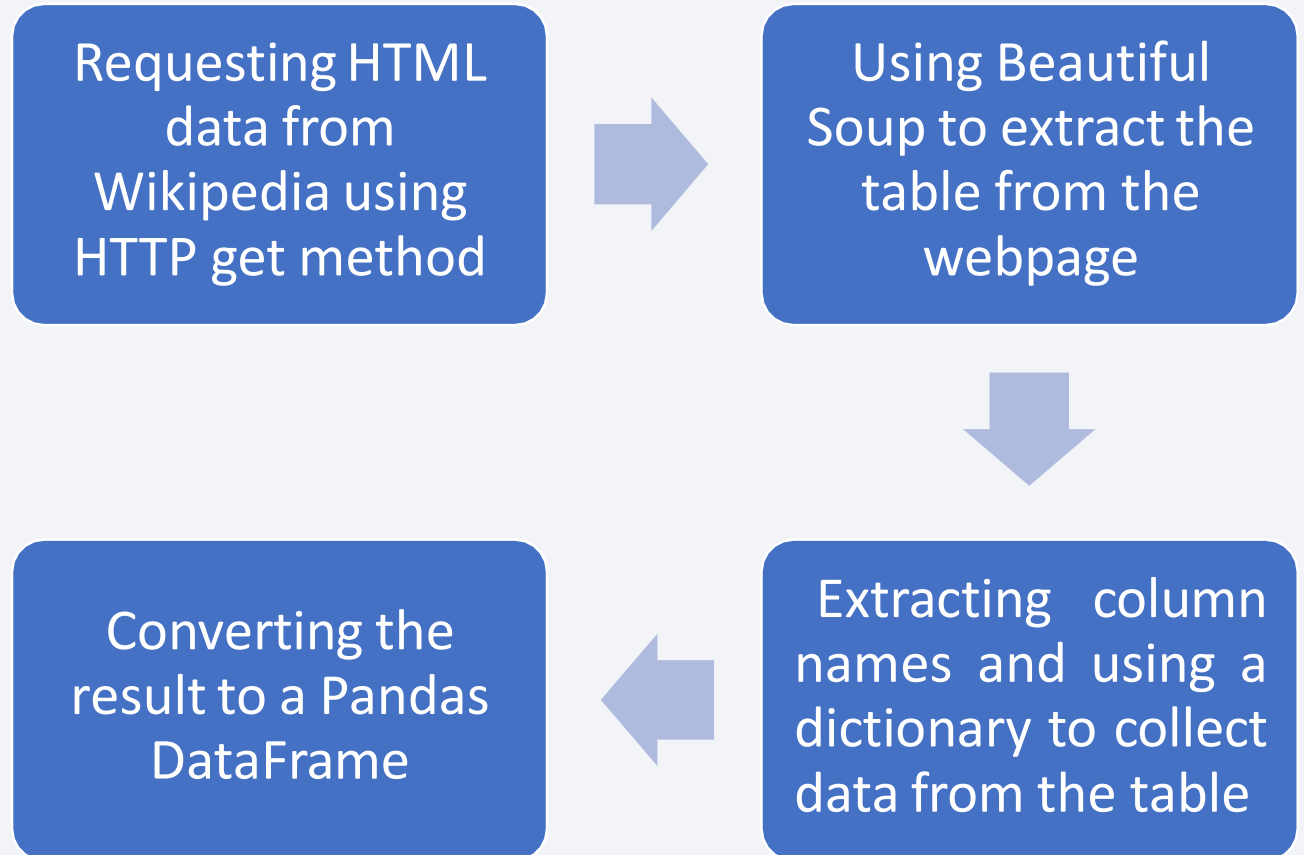 Requesting HTML
data from
Wikipedia using
HTTP get method
Using Beautiful
Soup to extract the
table from the
webpage
Extracting column
names and using a
dictionary to collect
data from the table
Converting the
result to a Pandas
DataFrame